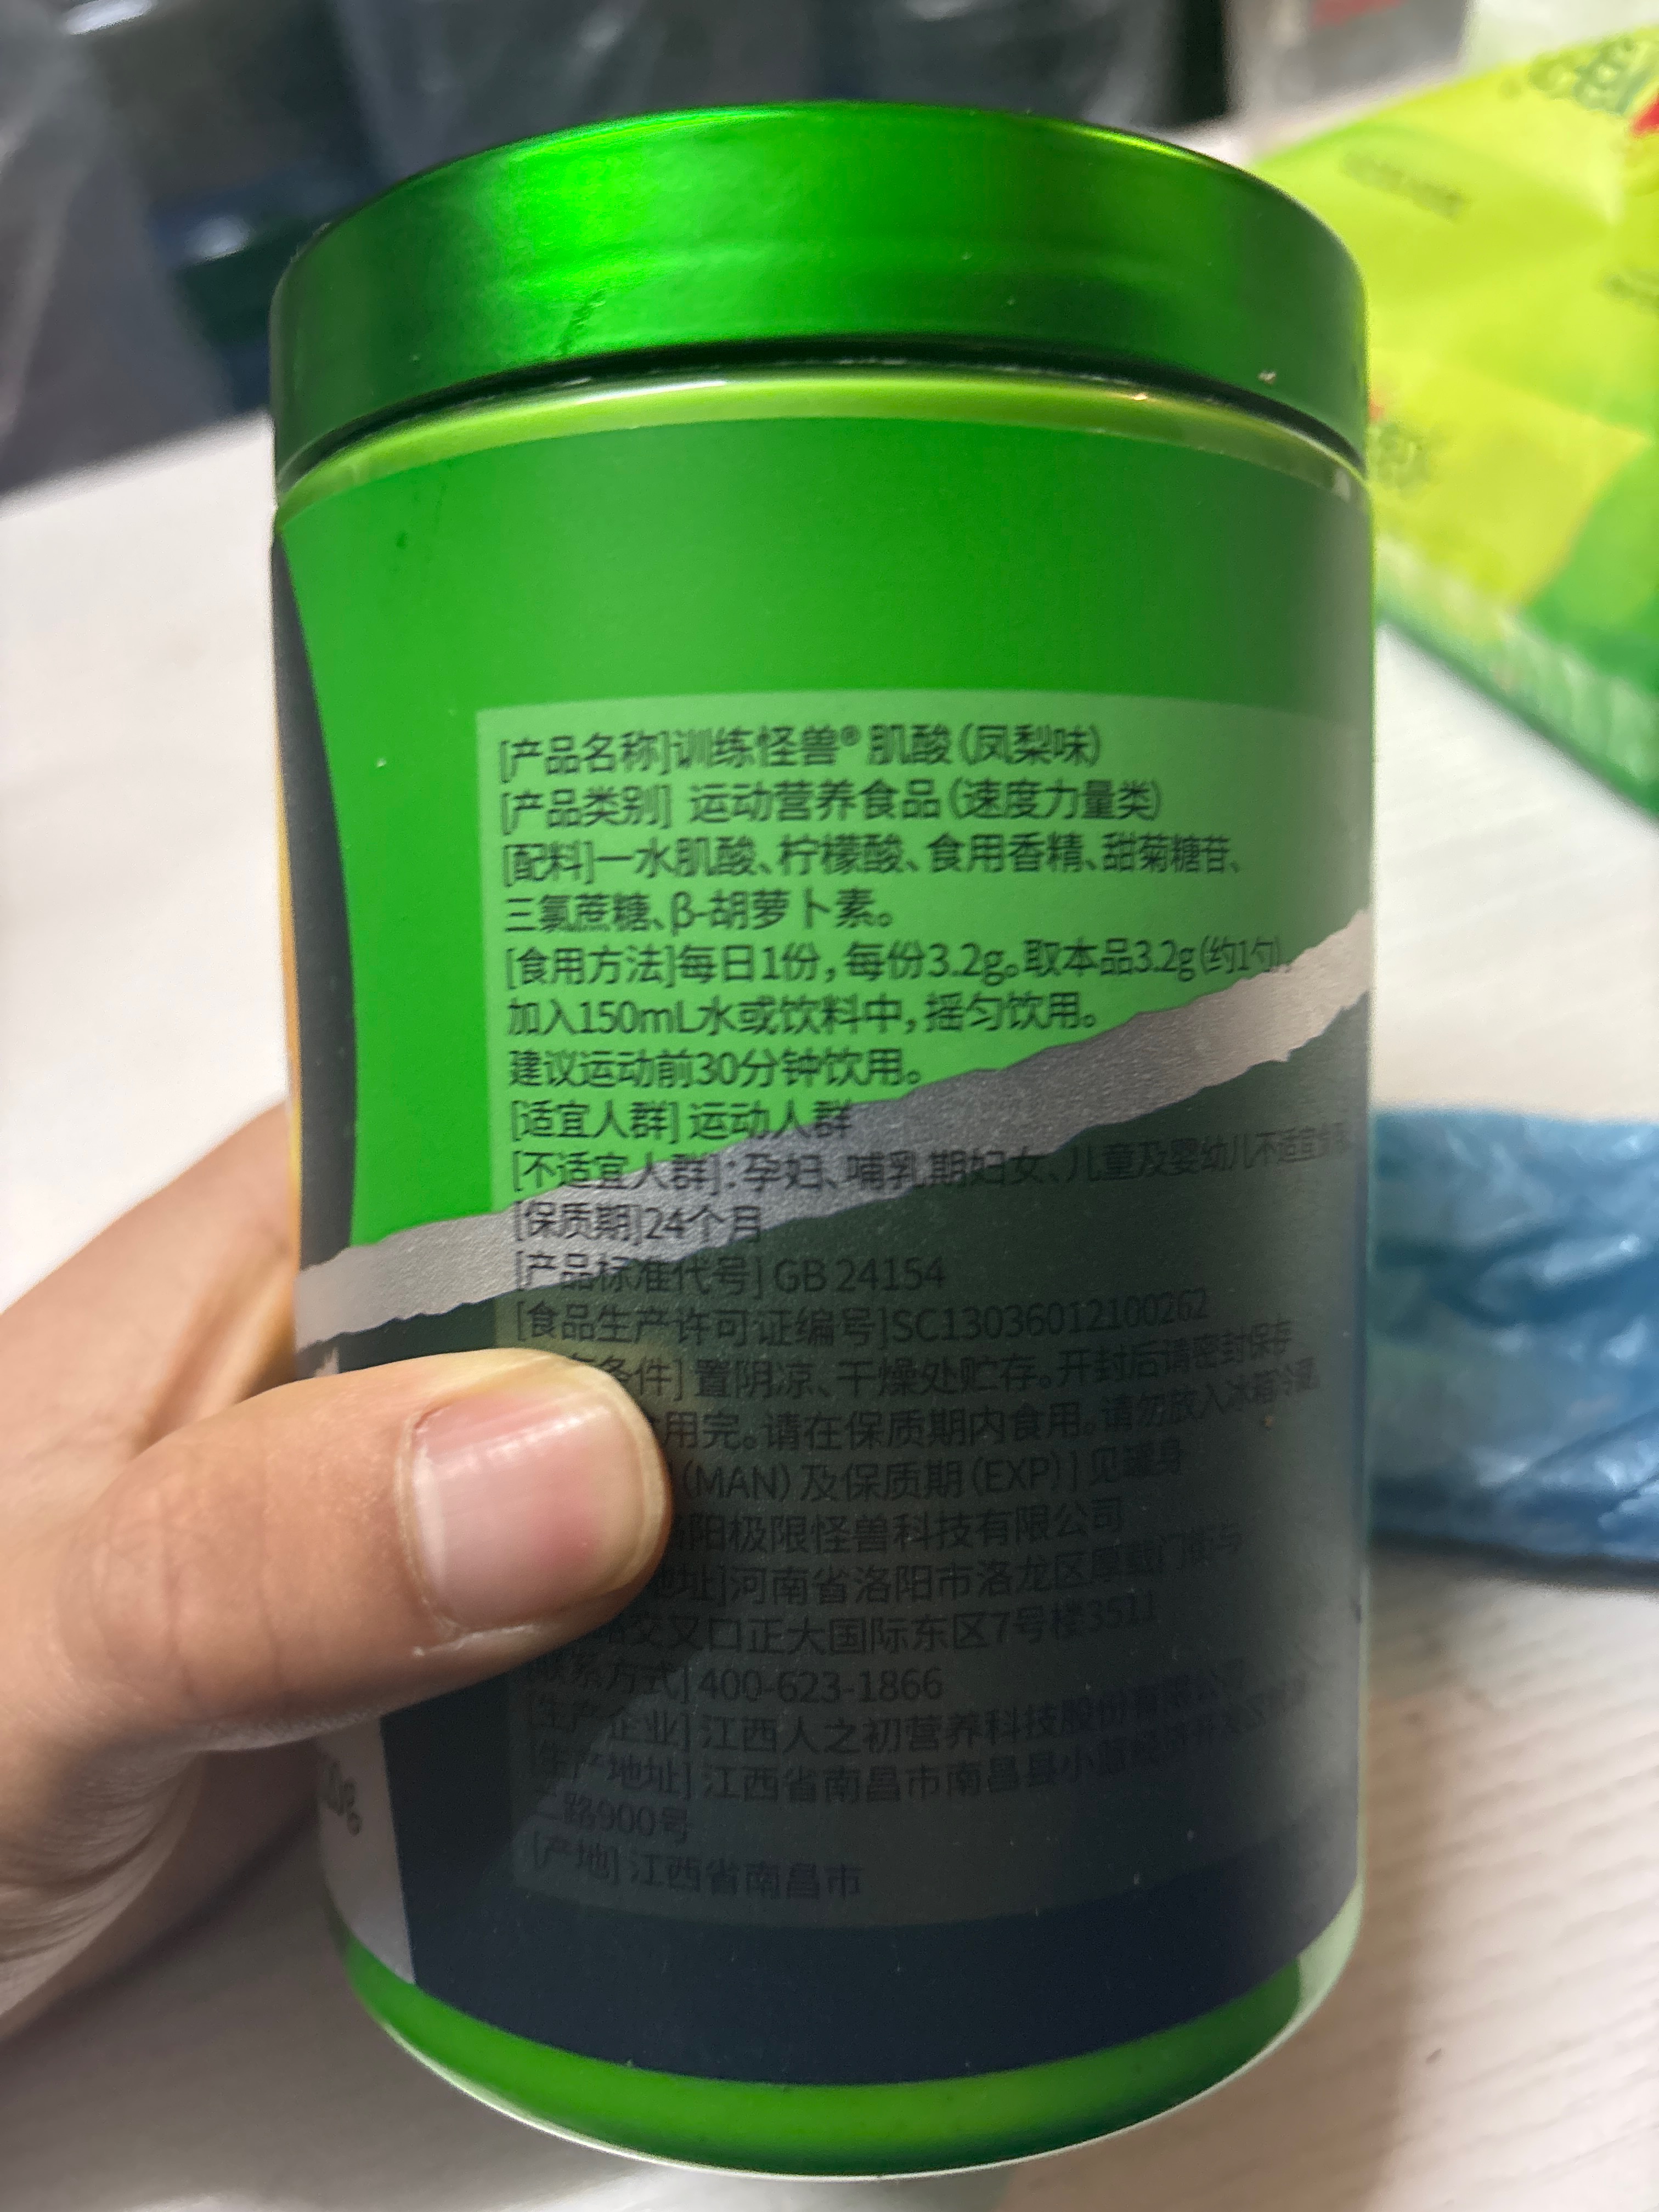 [产品名称]训练怪兽® 肌酸（凤梨味）
[产品类别] 运动营养食品（速度力量类）
[配料]一水肌酸、柠檬酸、食用香精、甜菊糖苷、
三氯蔗糖、β-胡萝卜素。
[食用方法]每日1份，每份3.2g。取本品3.2g（约1勺），
加入150mL水或饮料中，摇匀饮用。
建议运动前30分钟饮用。
[适宜人群] 运动人群
[不适宜人群]：孕妇、哺乳期妇女、儿童及婴幼儿不适宜食用。
[保质期]24个月
[产品标准代号] GB 24154
[食品生产许可证编号]SC13036012100262
条件] 置阴凉、干燥处贮存。开封后请密封保存
用完。请在保质期内食用。请勿放入冰箱冷藏。
（MAN）及保质期（EXP）] 见罐身
阳极限怪兽科技有限公司
地址]河南省洛阳市洛龙区厚载门街与
路交叉口正大国际东区7号楼3511
联系方式] 400-623-1866
[生产企业] 江西人之初营养科技股份有限公司
[生产地址] 江西省南昌市南昌县小蓝经济开发区
二路900号
[产地] 江西省南昌市
0g